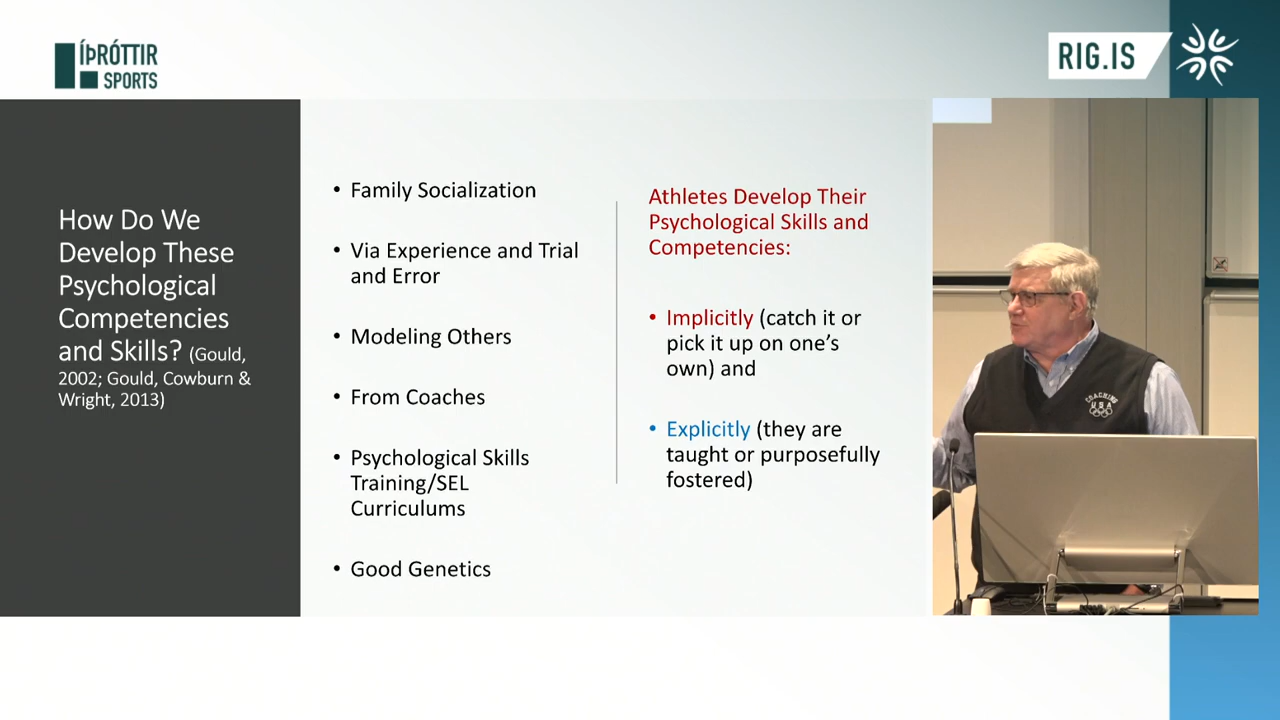 ÍÞRÓTTIR
SPORTS
RIG.IS
How Do We
Develop These
Psychological
Competencies
and Skills? (Gould,
2002; Gould, Cowburn &
Wright, 2013)
• Family Socialization
• Via Experience and Trial
and Error
• Modeling Others
• From Coaches
• Psychological Skills
Training/SEL
Curriculums
• Good Genetics
Athletes Develop Their
Psychological Skills and
Competencies:
• Implicitly (catch it or
pick it up on one's
own) and
• Explicitly (they are
taught or purposefully
fostered)
COACHING
USA